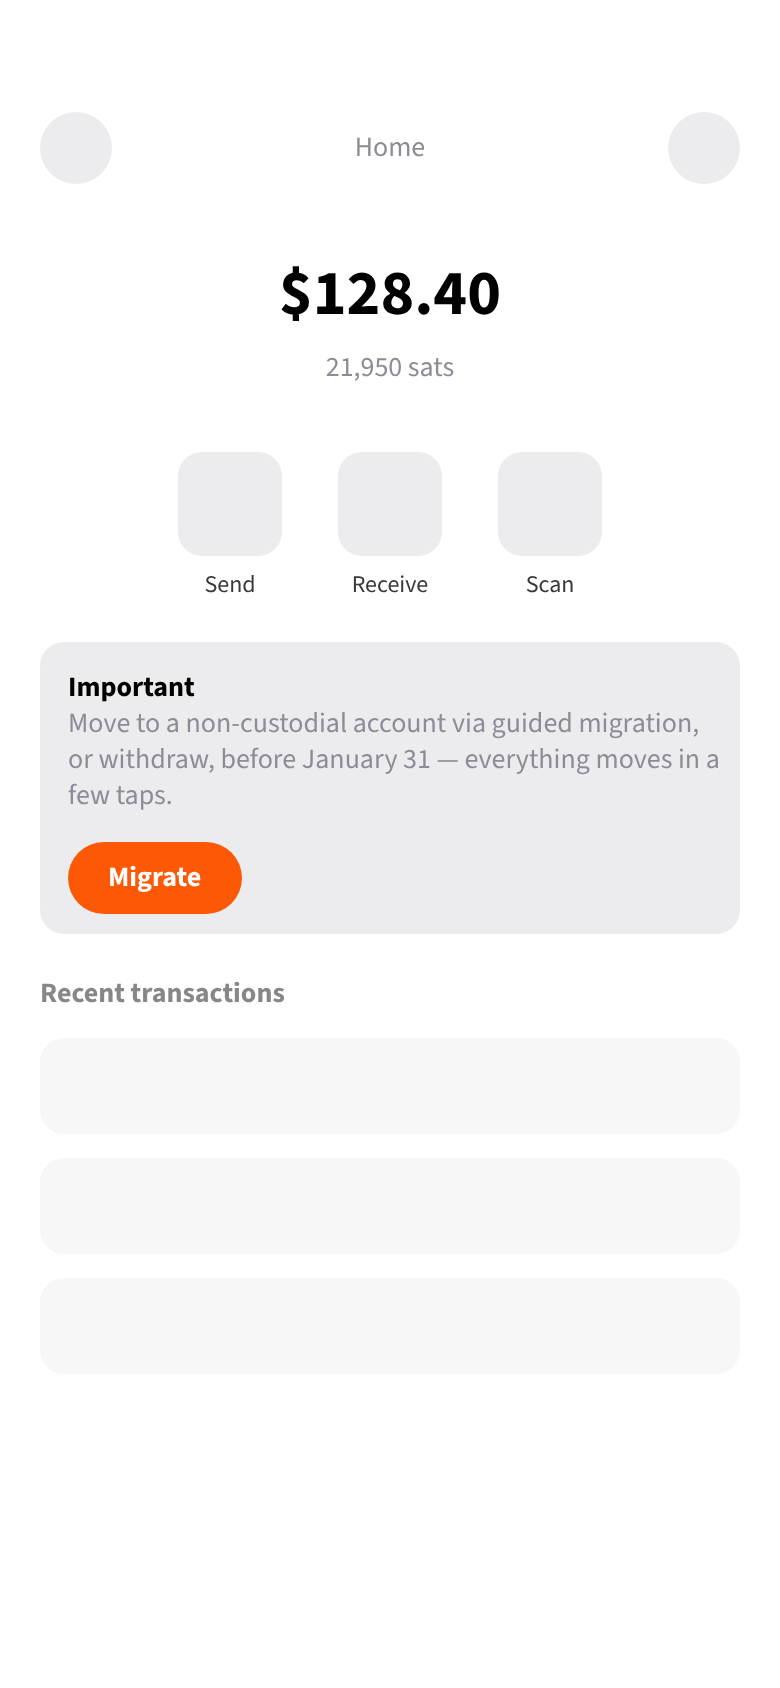 Home
$128.40
21,950 sats
Send
Receive
Scan
Important
Move to a non-custodial account via guided migration,
or withdraw, before January 31 — everything moves in a
few taps.
Migrate
Recent transactions